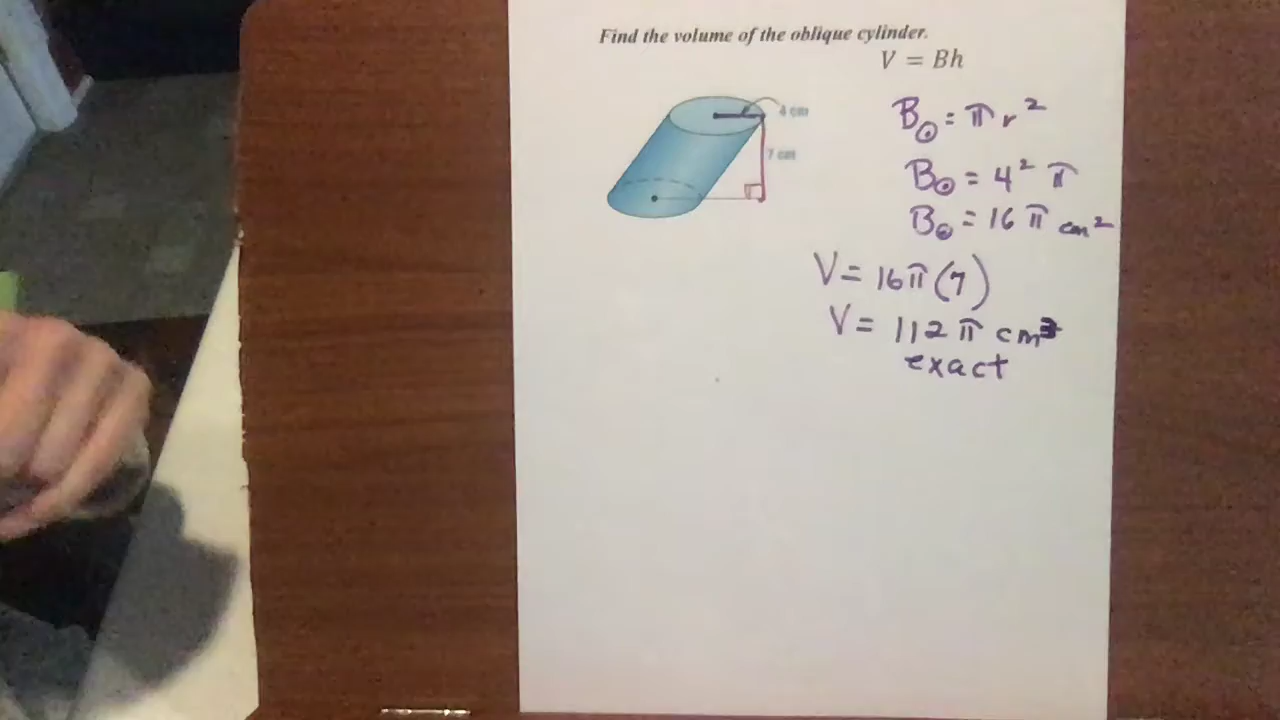 Find the volume of the oblique cylinder.
V = Bh
4 cm
7 cm
B⊙ = π r²
B⊙ = 4² π
B⊙ = 16 π cm²
V = 16π(7)
V = 112 π cm³
exact